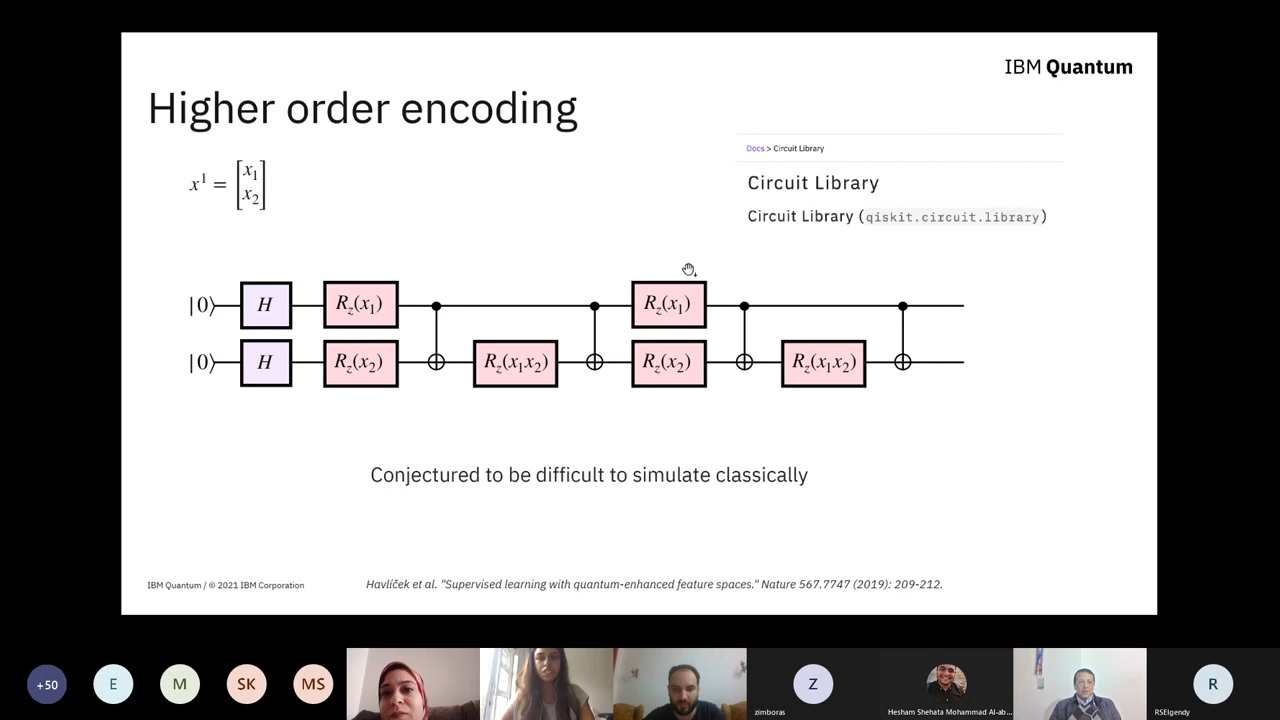 IBM Quantum
Higher order encoding
Docs > Circuit Library
x¹ = [x₁
x₂]
Circuit Library
Circuit Library (qiskit.circuit.library)
|0⟩ H R_z(x₁) R_z(x₁)
|0⟩ H R_z(x₂) R_z(x₁x₂) R_z(x₂) R_z(x₁x₂)
Conjectured to be difficult to simulate classically
IBM Quantum / © 2021 IBM Corporation
Havlíček et al. "Supervised learning with quantum-enhanced feature spaces." Nature 567.7747 (2019): 209-212.
+50 E M SK MS Z R
zimboras Hesham Shehata Mohammad Al-ab... RSElgendy